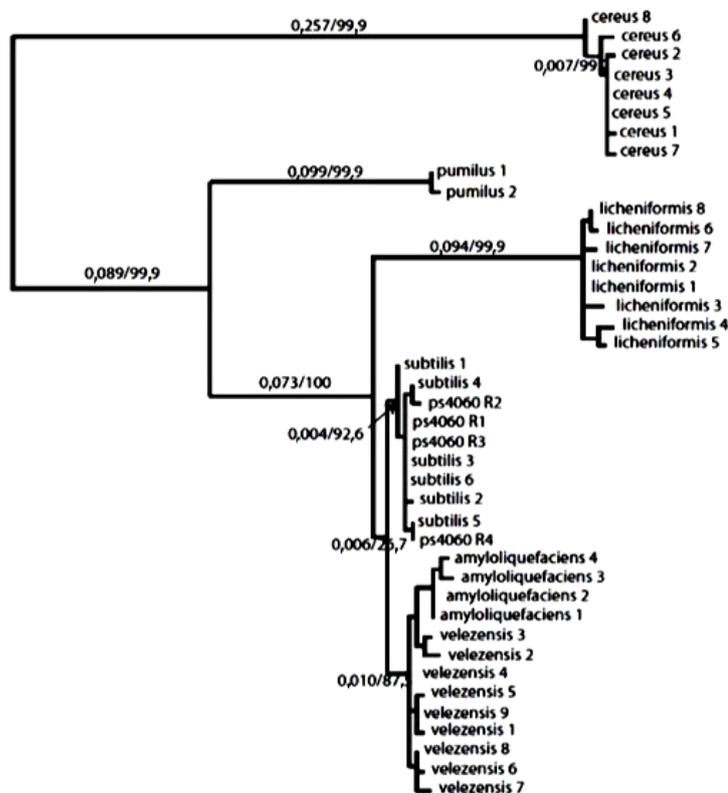 cereus 8
0,257/99,9
cereus 6
cereus 2
0,007/99
cereus 3
cereus 4
cereus 5
cereus 1
cereus 7
0,099/99,9
pumilus 1
pumilus 2
licheniformis 8
licheniformis 6
0,094/99,9
licheniformis 7
licheniformis 2
0,089/99,9
licheniformis 1
licheniformis 3
licheniformis 4
licheniformis 5
subtilis 1
0,073/100
subtilis 4
ps4060 R2
ps4060 R1
0,004/92,6
ps4060 R3
subtilis 3
subtilis 6
subtilis 2
subtilis 5
ps4060 R4
amyloliquefaciens 4
amyloliquefaciens 3
amyloliquefaciens 2
amyloliquefaciens 1
velezensis 3
velezensis 2
velezensis 4
velezensis 5
velezensis 9
velezensis 1
velezensis 8
velezensis 6
velezensis 7